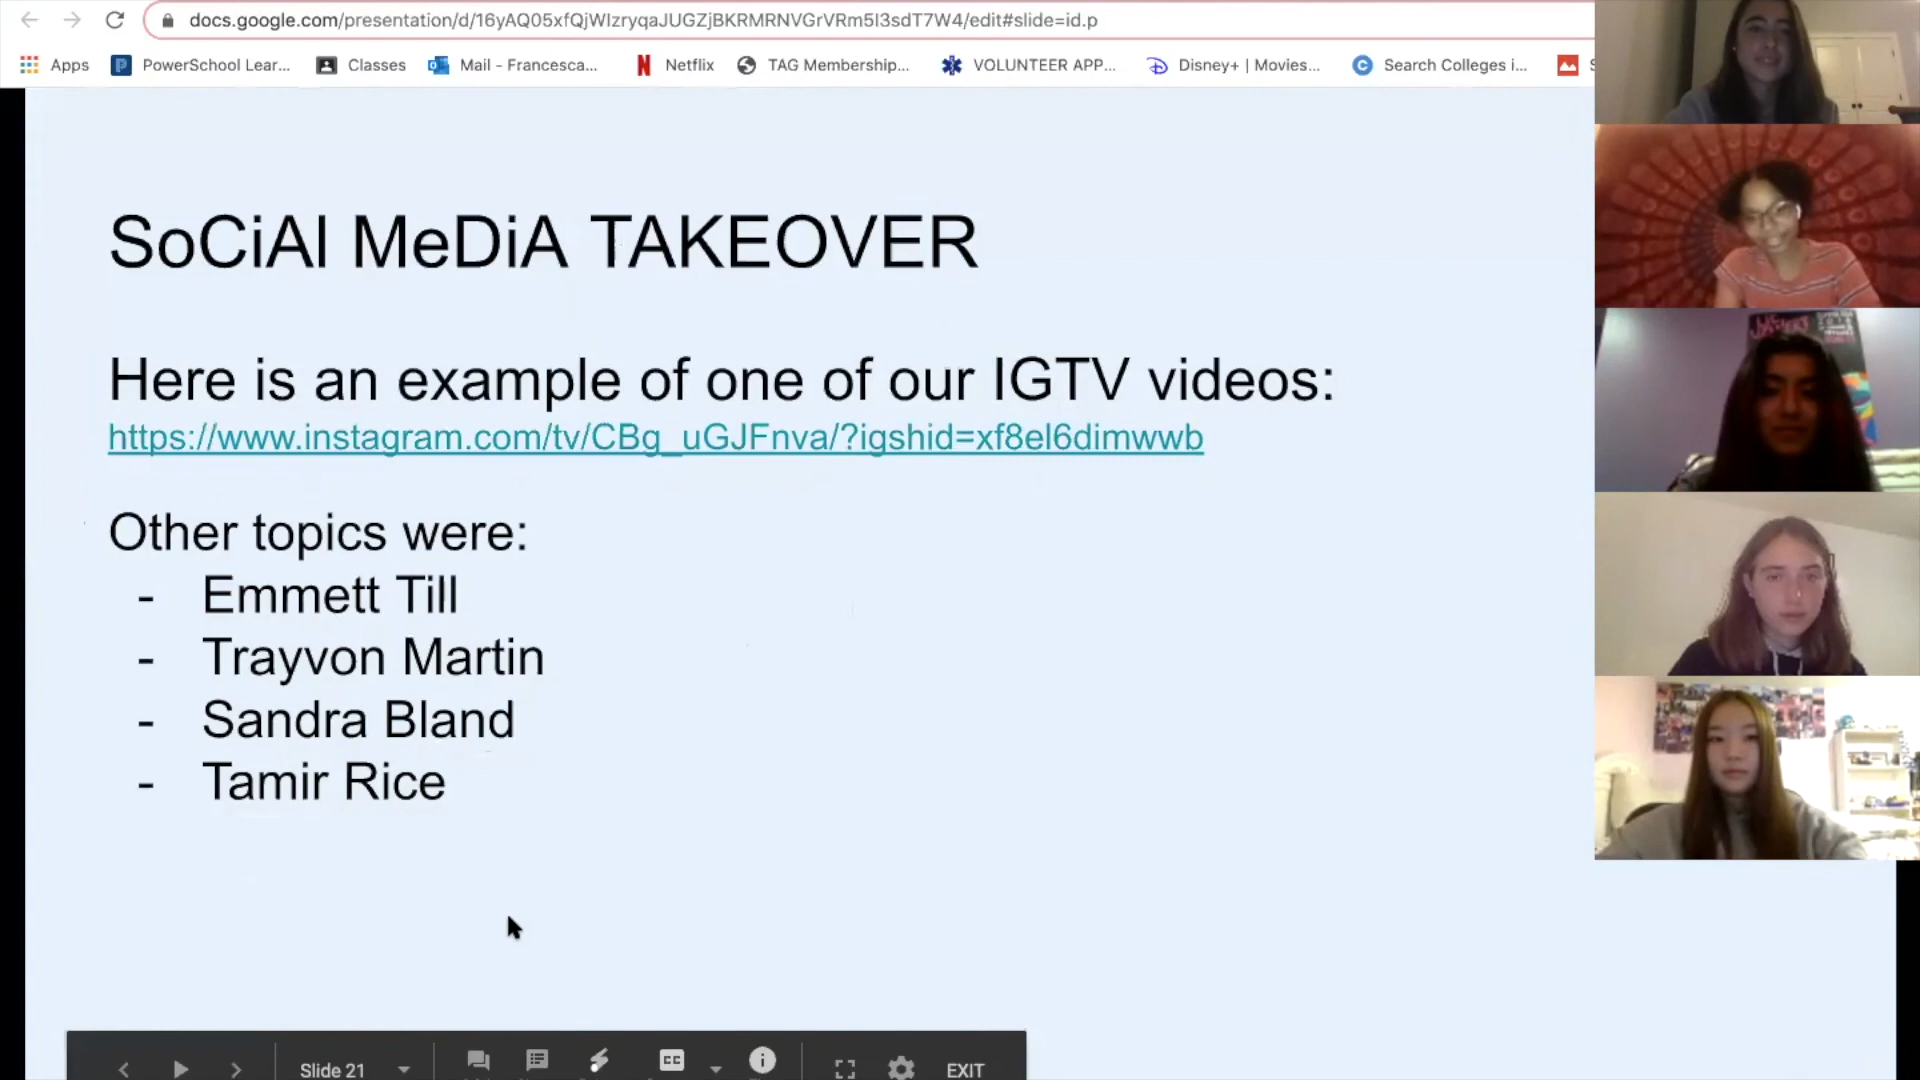 docs.google.com/presentation/d/16yAQ05xfQjWIzryqaJUGZjBKRMRNVGrVRm5I3sdT7W4/edit#slide=id.p
Apps PowerSchool Lear... Classes Mail - Francesca... Netflix TAG Membership... VOLUNTEER APP... Disney+ | Movies... Search Colleges i... S
SoCiAl MeDiA TAKEOVER
Here is an example of one of our IGTV videos:
https://www.instagram.com/tv/CBg_uGJFnva/?igshid=xf8el6dimwwb
Other topics were:
- Emmett Till
- Trayvon Martin
- Sandra Bland
- Tamir Rice
Slide 21 CC EXIT